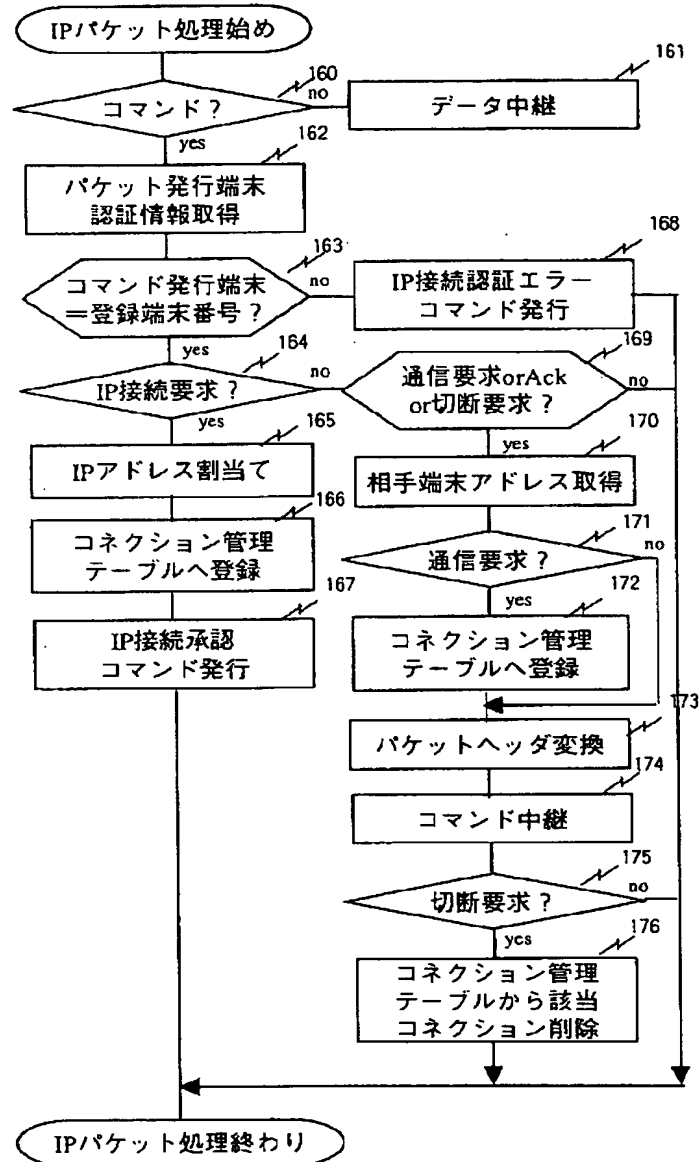 IPパケット処理始め
160
コマンド？
no
161
データ中継
yes
162
パケット発行端末
認証情報取得
163
コマンド発行端末
＝登録端末番号？
no
168
IP接続認証エラー
コマンド発行
yes
164
IP接続要求？
no
169
通信要求orAck
or切断要求？
no
yes
165
IPアドレス割当て
yes
170
相手端末アドレス取得
166
コネクション管理
テーブルへ登録
171
通信要求？
no
167
IP接続承認
コマンド発行
yes
172
コネクション管理
テーブルへ登録
173
パケットヘッダ変換
174
コマンド中継
175
切断要求？
no
yes
176
コネクション管理
テーブルから該当
コネクション削除
IPパケット処理終わり